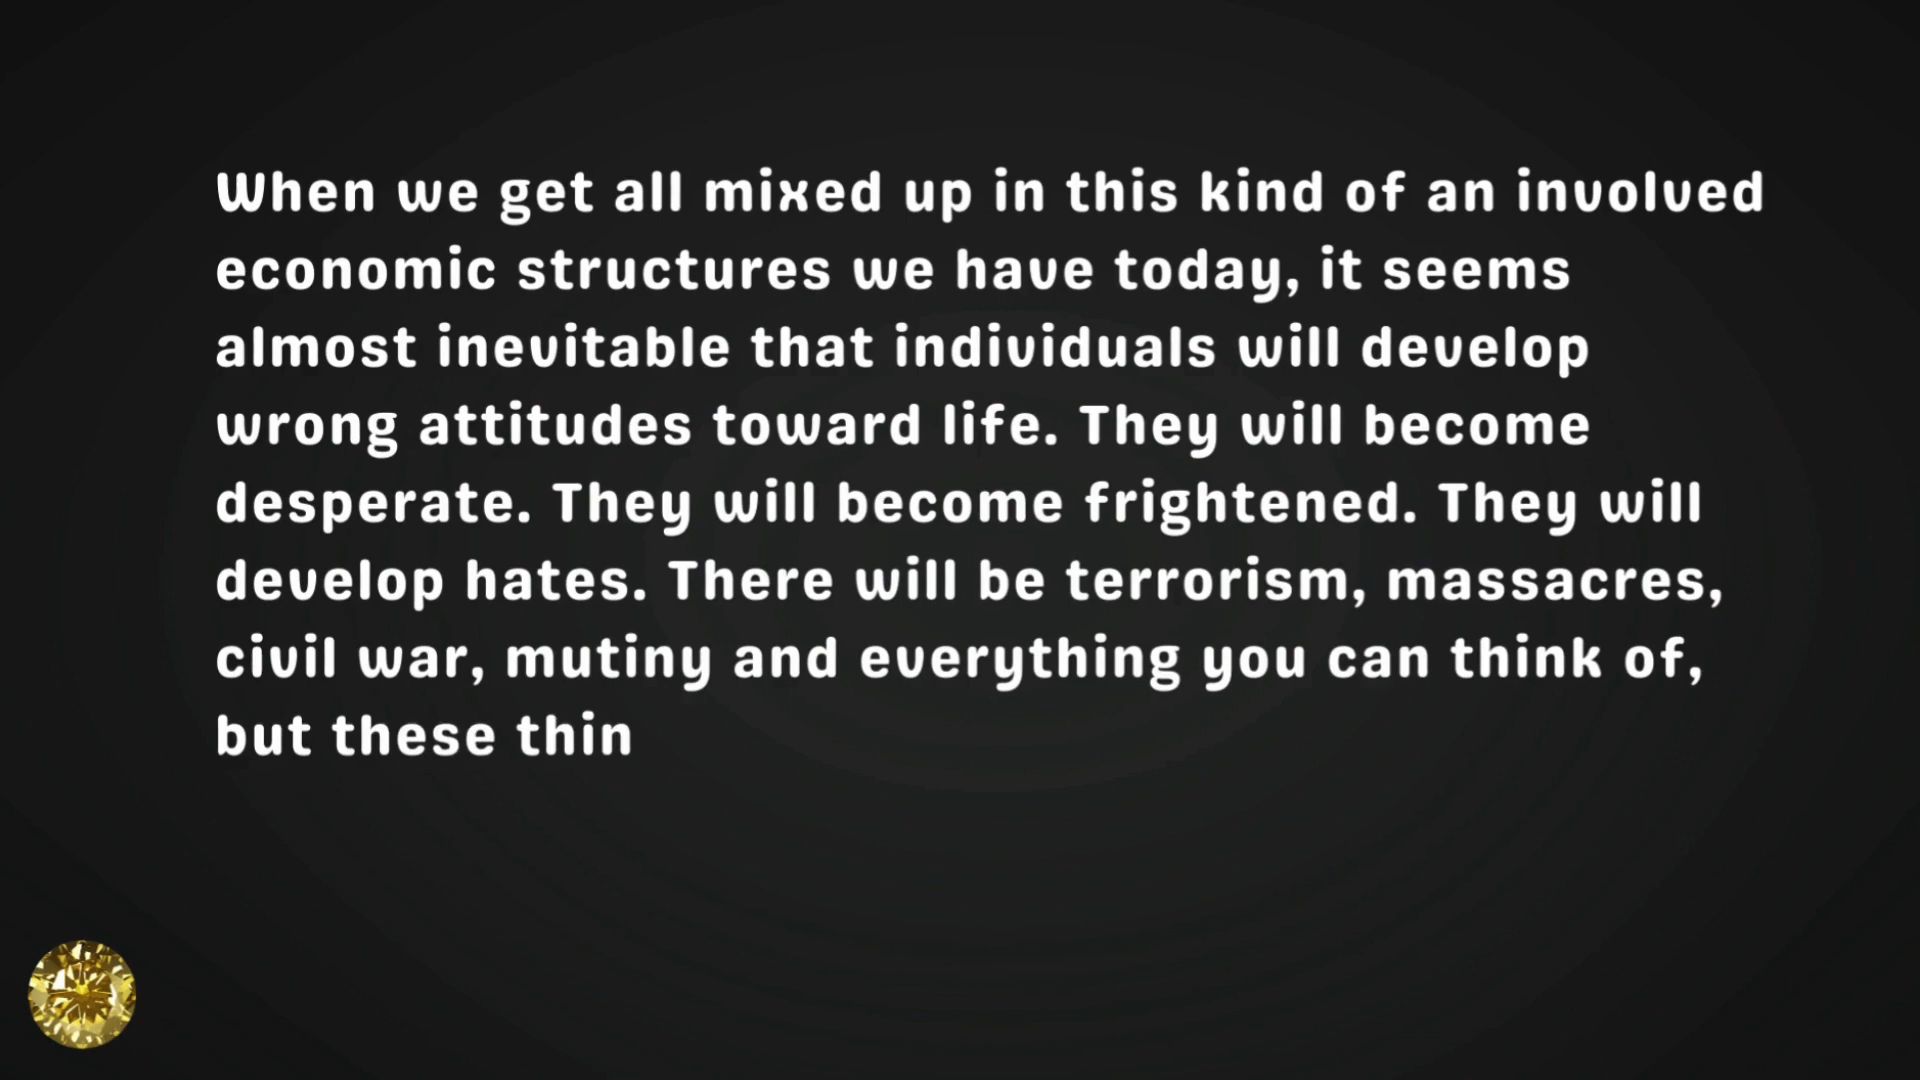 When we get all mixed up in this kind of an involved
economic structures we have today, it seems
almost inevitable that individuals will develop
wrong attitudes toward life. They will become
desperate. They will become frightened. They will
develop hates. There will be terrorism, massacres,
civil war, mutiny and everything you can think of,
but these thin